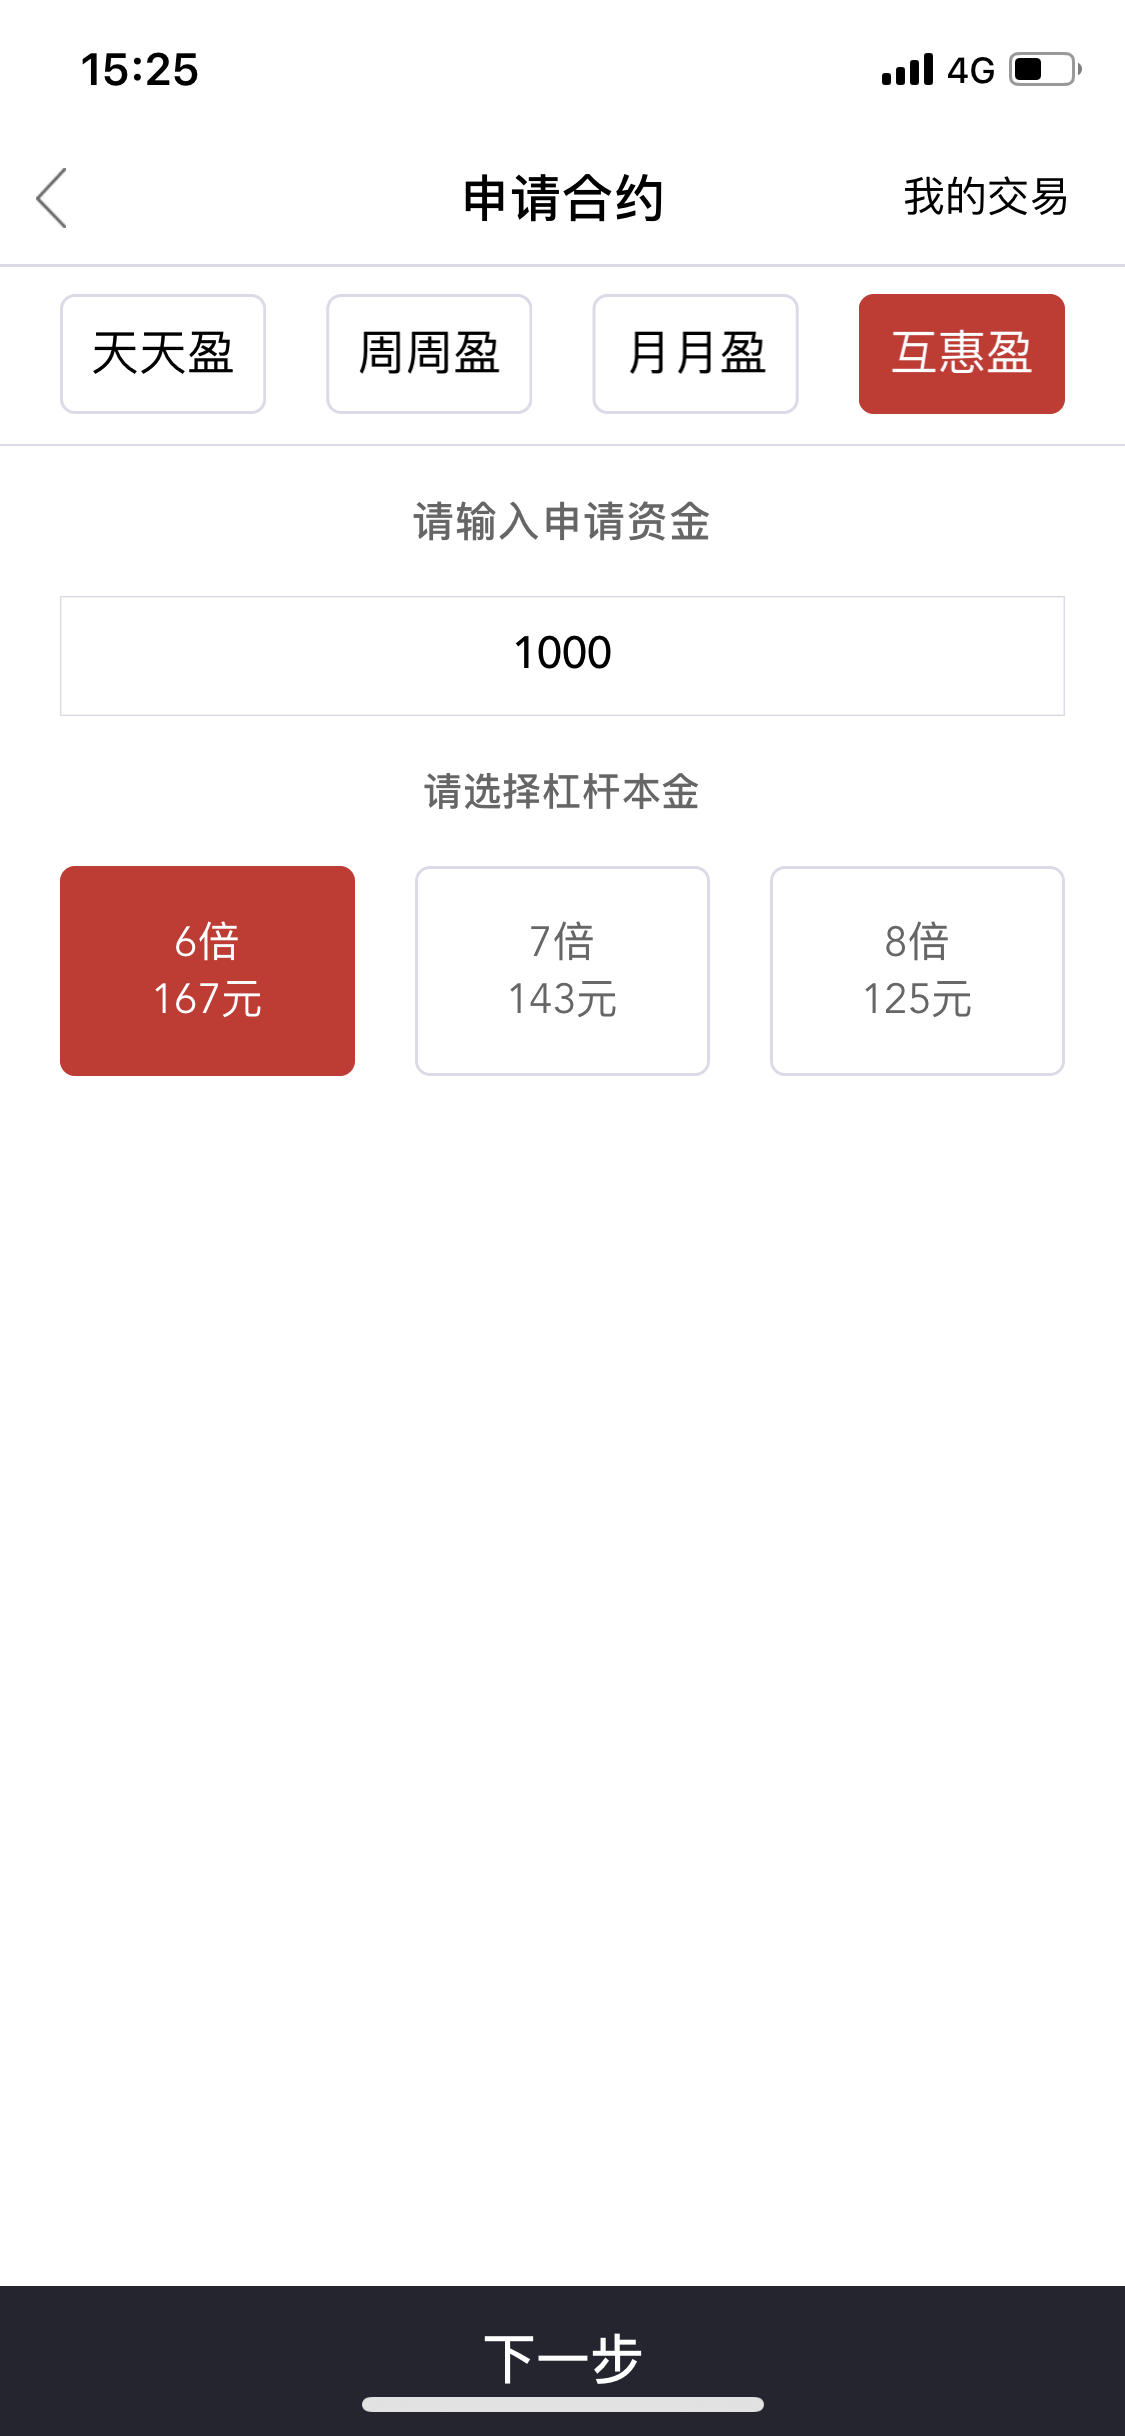 15:25 4G
申请合约 我的交易
天天盈 周周盈 月月盈 互惠盈
请输入申请资金
1000
请选择杠杆本金
6倍 7倍 8倍
167元 143元 125元
下一步